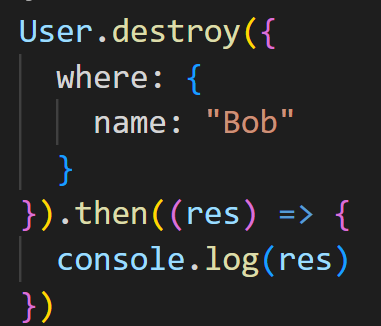 User.destroy({
  where: {
    name: "Bob"
  }
}).then((res) => {
  console.log(res)
})